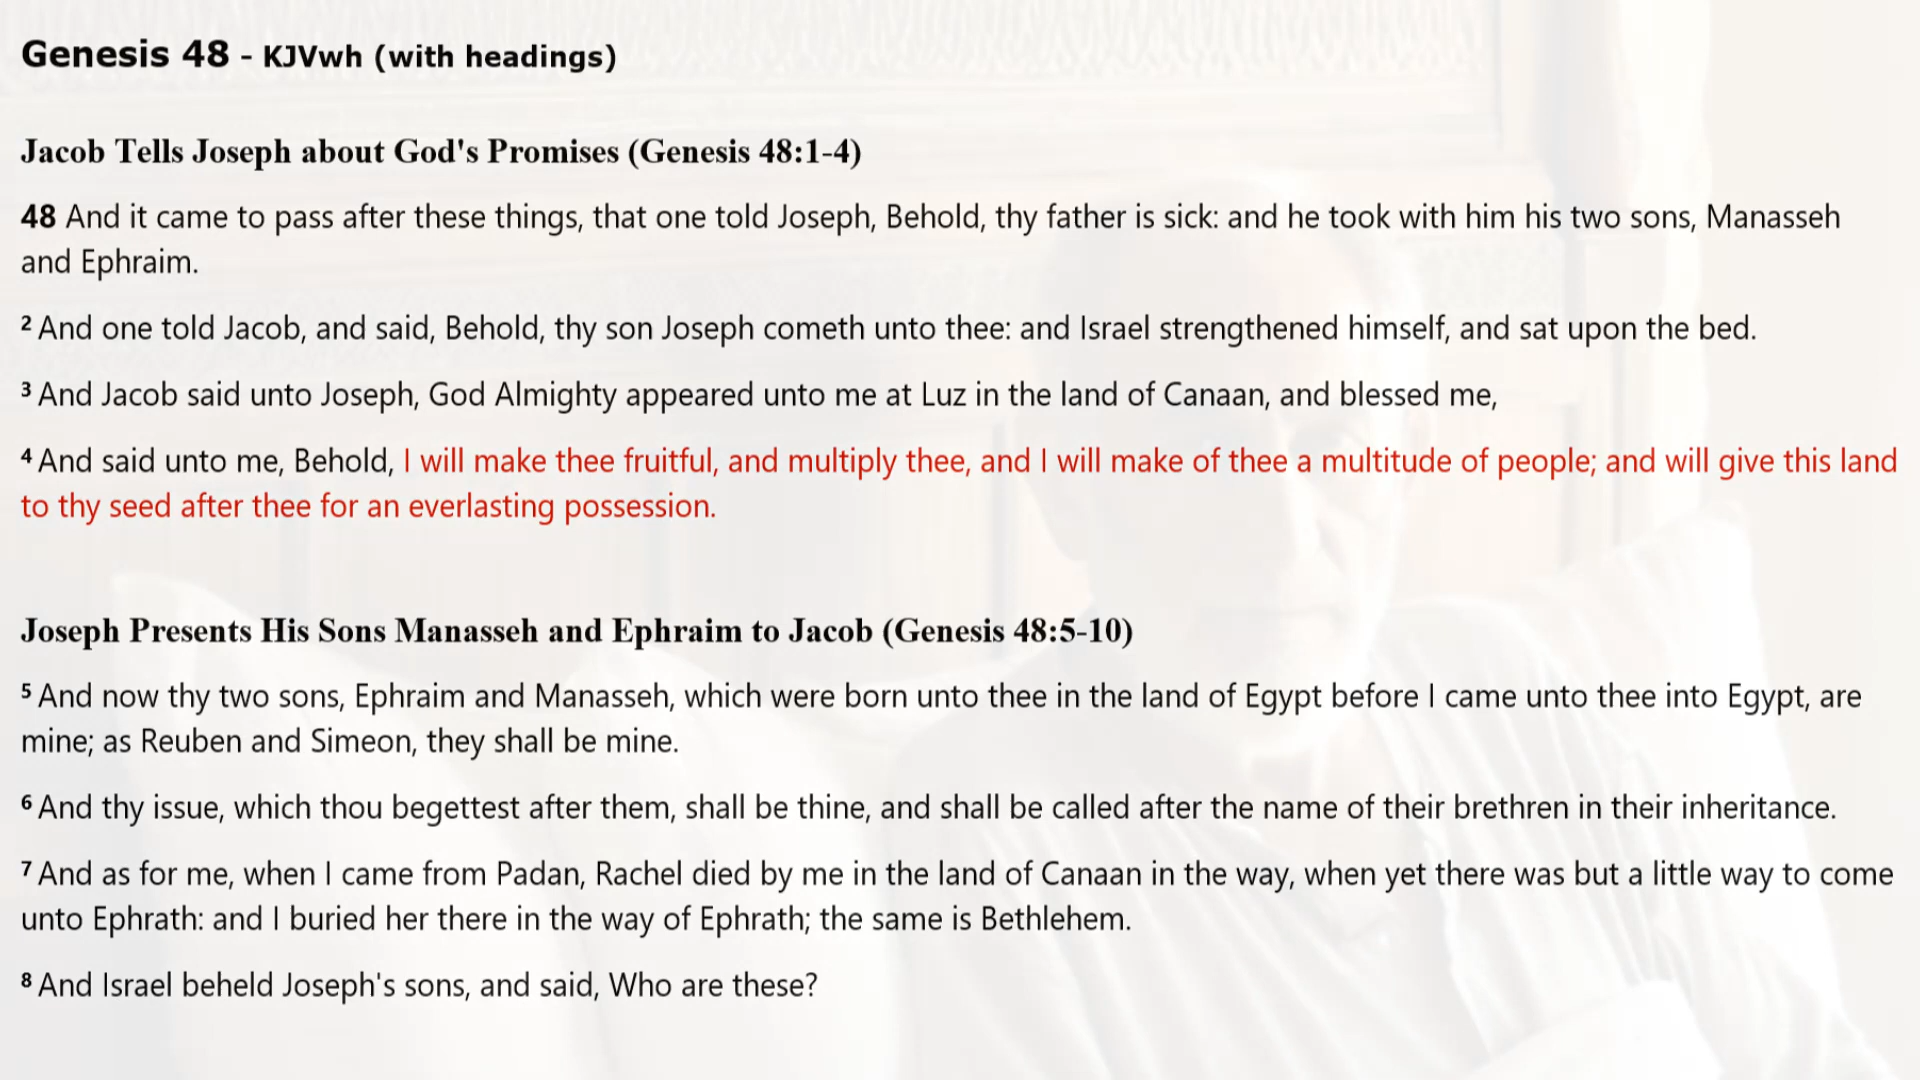 Genesis 48 - KJVwh (with headings)
Jacob Tells Joseph about God's Promises (Genesis 48:1-4)
48 And it came to pass after these things, that one told Joseph, Behold, thy father is sick: and he took with him his two sons, Manasseh
and Ephraim.
2 And one told Jacob, and said, Behold, thy son Joseph cometh unto thee: and Israel strengthened himself, and sat upon the bed.
3 And Jacob said unto Joseph, God Almighty appeared unto me at Luz in the land of Canaan, and blessed me,
4 And said unto me, Behold, I will make thee fruitful, and multiply thee, and I will make of thee a multitude of people; and will give this land
to thy seed after thee for an everlasting possession.
Joseph Presents His Sons Manasseh and Ephraim to Jacob (Genesis 48:5-10)
5 And now thy two sons, Ephraim and Manasseh, which were born unto thee in the land of Egypt before I came unto thee into Egypt, are
mine; as Reuben and Simeon, they shall be mine.
6 And thy issue, which thou begettest after them, shall be thine, and shall be called after the name of their brethren in their inheritance.
7 And as for me, when I came from Padan, Rachel died by me in the land of Canaan in the way, when yet there was but a little way to come
unto Ephrath: and I buried her there in the way of Ephrath; the same is Bethlehem.
8 And Israel beheld Joseph's sons, and said, Who are these?